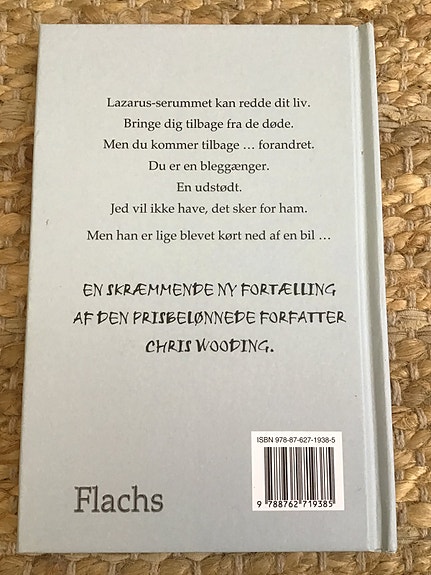 Lazarus-serummet kan redde dit liv.
Bringe dig tilbage fra de døde.
Men du kommer tilbage … forandret.
Du er en bleggænger.
En udstødt.
Jed vil ikke have, det sker for ham.
Men han er lige blevet kørt ned af en bil …
EN SKRÆMMENDE NY FORTÆLLING
AF DEN PRISBELØNNEDE FORFATTER
CHRIS WOODING.
ISBN 978-87-627-1938-5
9 788762 719385
Flachs